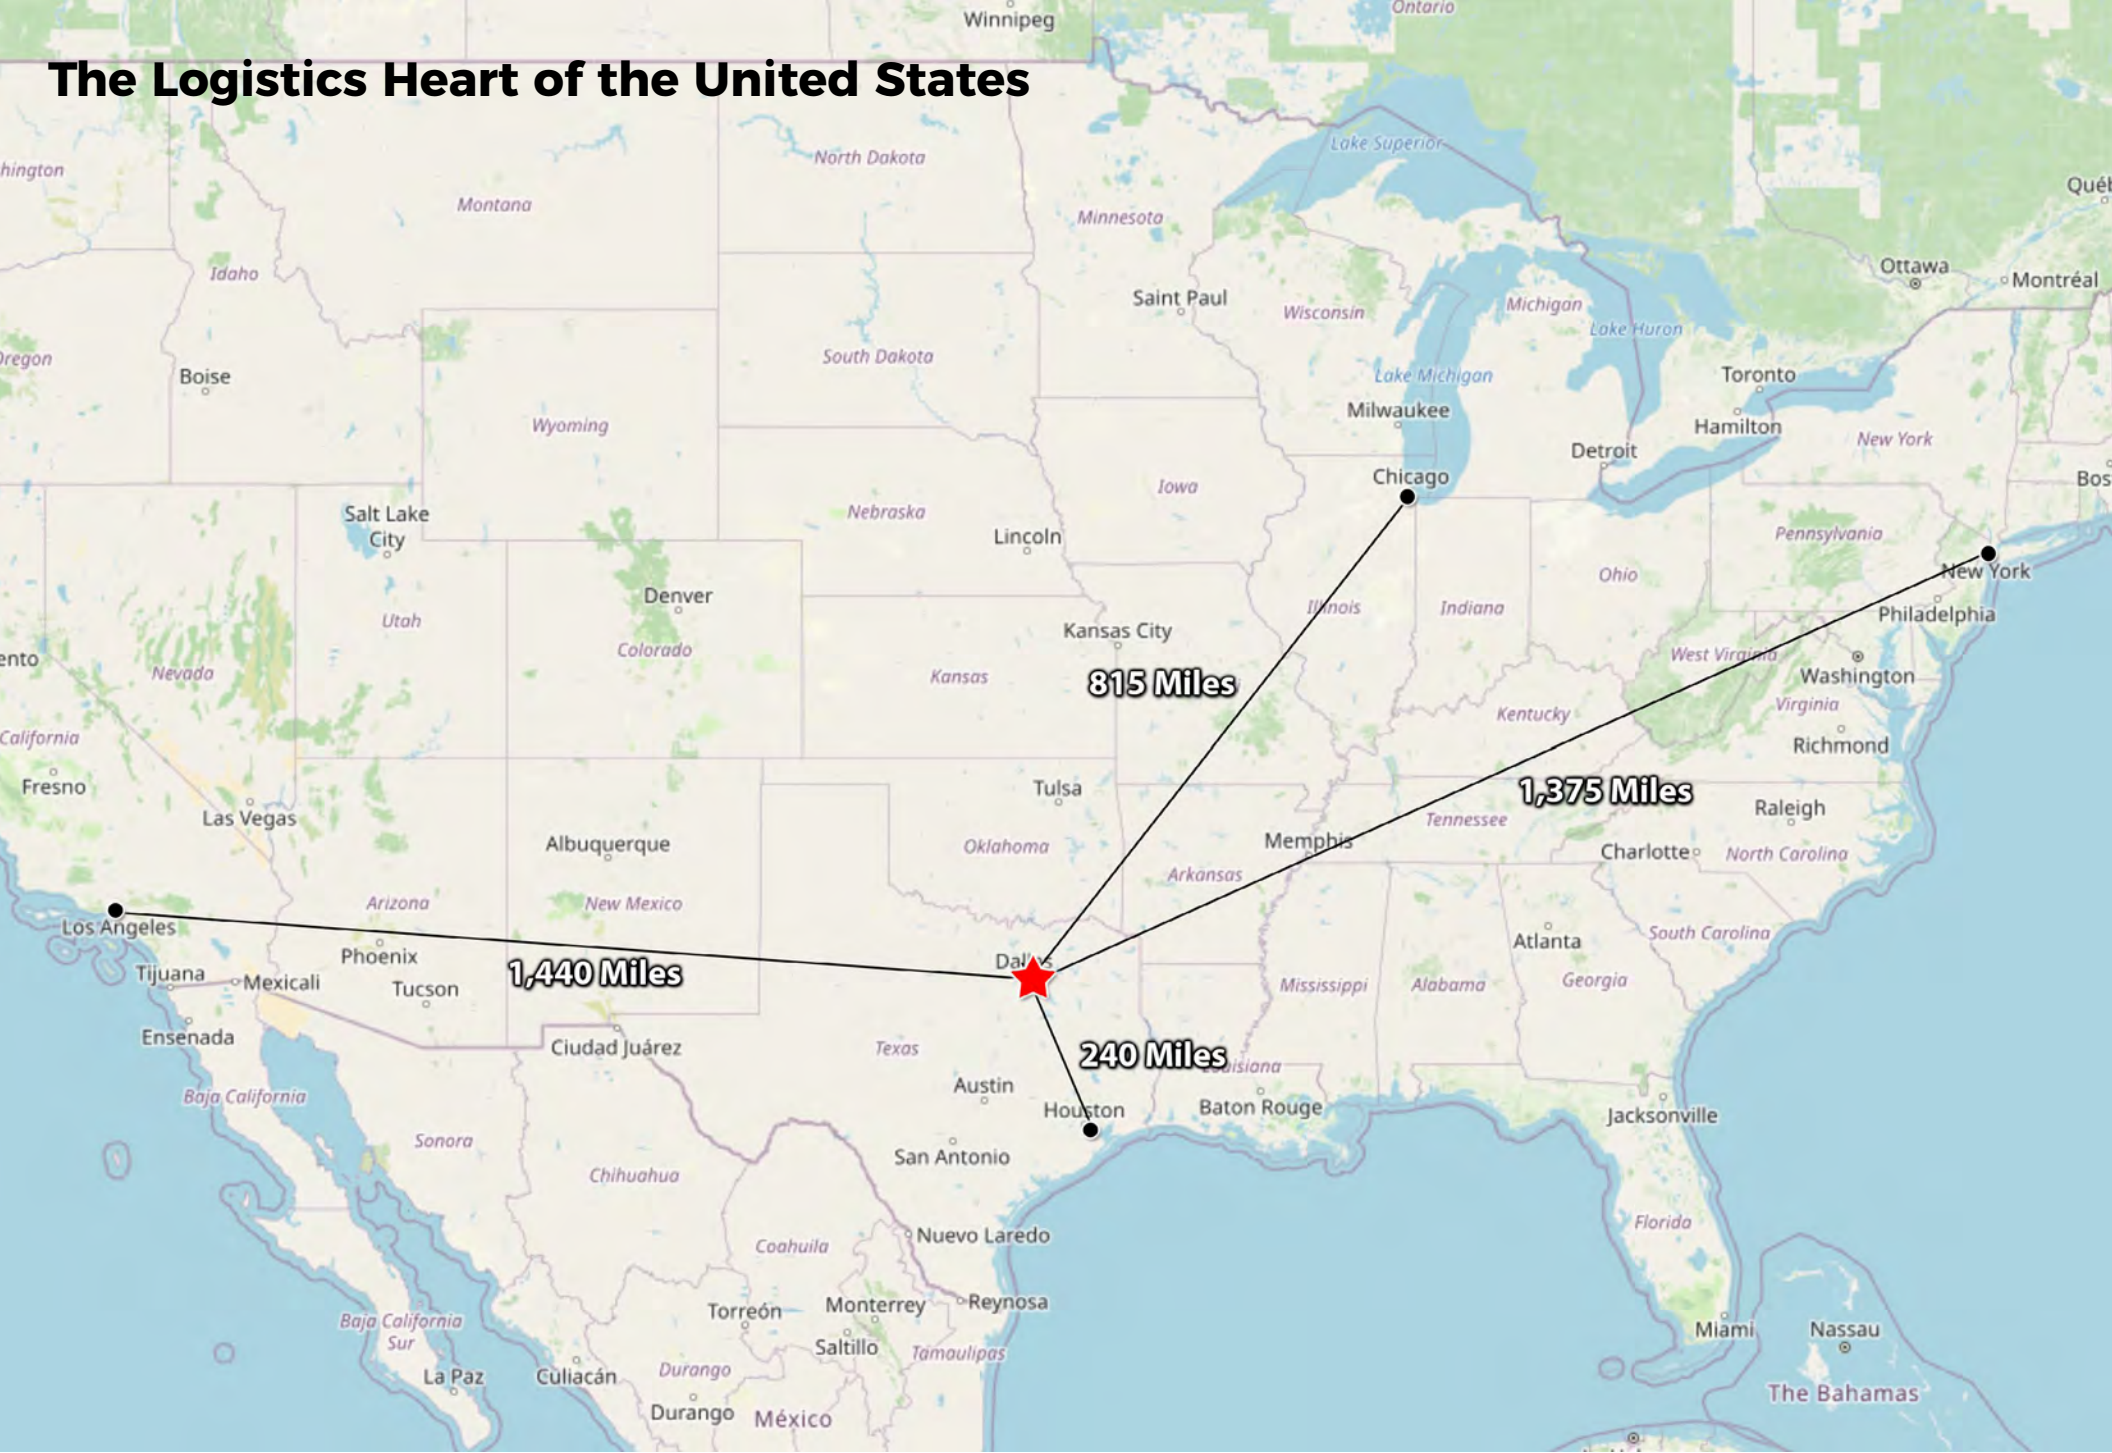 Winnipeg
Ontario
The Logistics Heart of the United States
Lake Superior
hington
North Dakota
Montana
Minnesota
Québ
Idaho
Ottawa
Montréal
Saint Paul
Wisconsin
Michigan
Lake Huron
Oregon
South Dakota
Boise
Lake Michigan
Toronto
Milwaukee
Wyoming
Hamilton
New York
Detroit
Chicago
Bos
Iowa
Salt Lake
City
Nebraska
Lincoln
Pennsylvania
New York
Ohio
Denver
Illinois
Indiana
Philadelphia
Utah
Kansas City
Colorado
ento
West Virginia
Nevada
Kansas
Washington
815 Miles
Virginia
Kentucky
California
Richmond
Fresno
Tulsa
1,375 Miles
Las Vegas
Raleigh
Tennessee
Albuquerque
Oklahoma
Memphis
Charlotte
North Carolina
Arkansas
Arizona
New Mexico
Los Angeles
South Carolina
Atlanta
Phoenix
Dallas
Tijuana
Mexicali
1,440 Miles
Tucson
Mississippi
Alabama
Georgia
Ensenada
Ciudad Juárez
Texas
240 Miles
Louisiana
Austin
Baja California
Houston
Baton Rouge
Jacksonville
Sonora
San Antonio
Chihuahua
Florida
Nuevo Laredo
Coahuila
Reynosa
Monterrey
Torreón
Baja California
Sur
Miami
Nassau
Saltillo
Tamaulipas
La Paz
Culiacán
Durango
The Bahamas
Durango
México